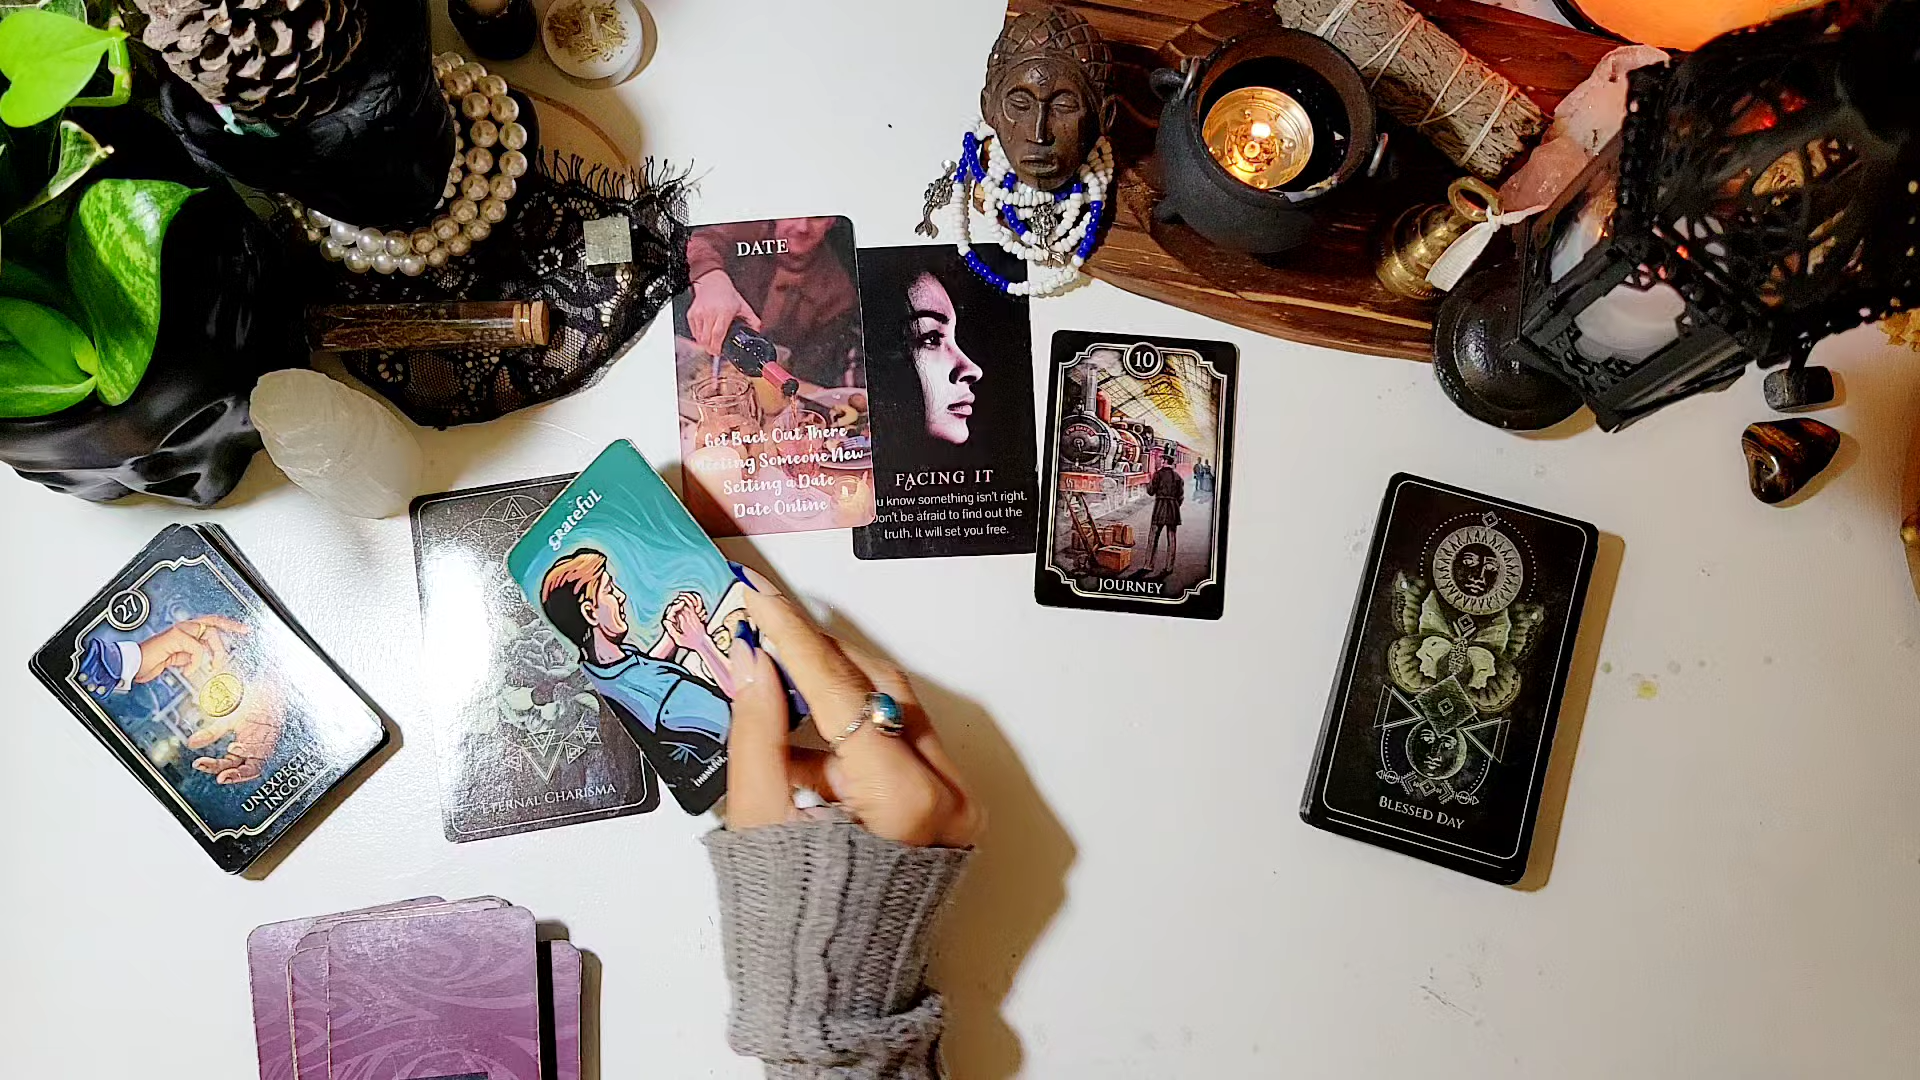 DATE
Get Back Out There
Meeting Someone New
Setting a Date
Date Online
FACING IT
u know something isn't right.
Don't be afraid to find out the
truth. It will set you free.
10
JOURNEY
Grateful
27
UNEXPECTED
INCOME
ETERNAL CHARISMA
BLESSED DAY